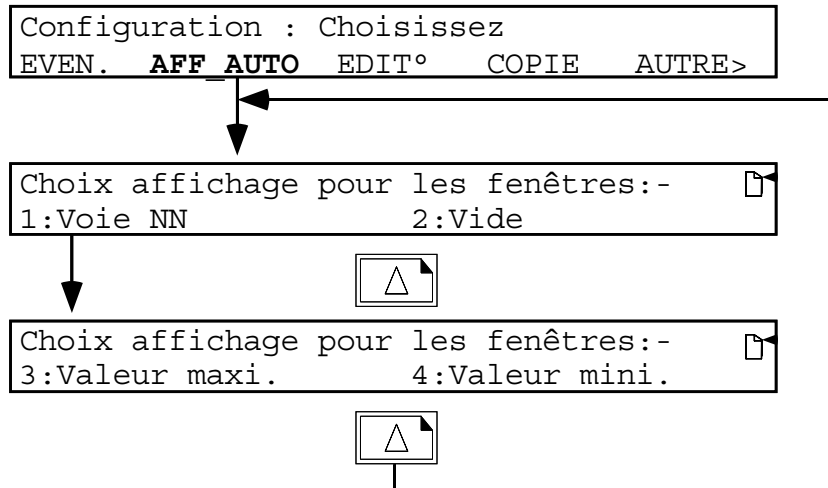 Configuration : Choisissez
EVEN. AFF_AUTO EDIT° COPIE AUTRE>
Choix affichage pour les fenêtres:-
1:Voie NN 2:Vide
Choix affichage pour les fenêtres:-
3:Valeur maxi. 4:Valeur mini.